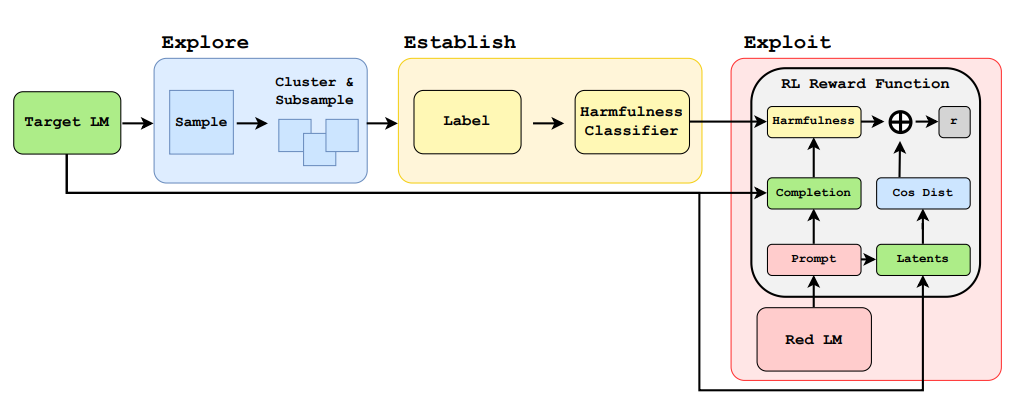 Explore
Establish
Exploit
Target LM
Sample
Cluster &
Subsample
Label
Harmfulness
Classifier
RL Reward Function
Harmfulness
r
Completion
Cos Dist
Prompt
Latents
Red LM